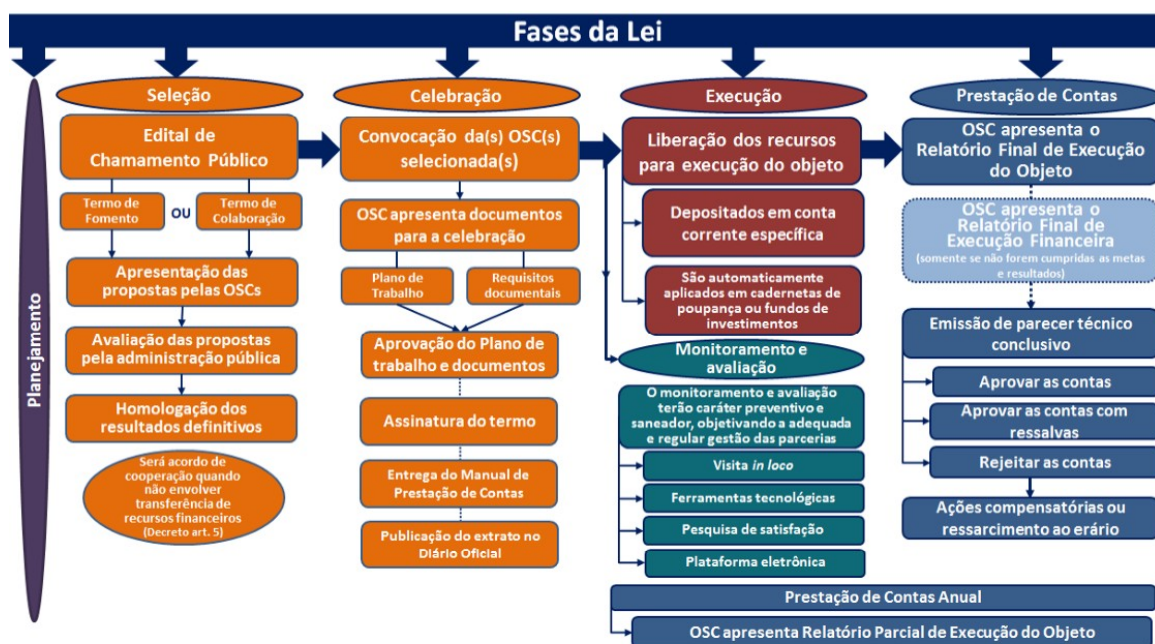 Fases da Lei
Planejamento
Seleção
Edital de
Chamamento Público
Termo de
Fomento
OU
Termo de
Colaboração
Apresentação das
propostas pelas OSCs
Avaliação das propostas
pela administração pública
Homologação dos
resultados definitivos
Será acordo de
cooperação quando
não envolver
transferência de
recursos financeiros
(Decreto art. 5)
Celebração
Convocação da(s) OSC(s)
selecionada(s)
OSC apresenta documentos
para a celebração
Plano de
Trabalho
Requisitos
documentais
Aprovação do Plano de
trabalho e documentos
Assinatura do termo
Entrega do Manual de
Prestação de Contas
Publicação do extrato no
Diário Oficial
Execução
Liberação dos recursos
para execução do objeto
Depositados em conta
corrente específica
São automaticamente
aplicados em cadernetas de
poupança ou fundos de
investimentos
Monitoramento e
avaliação
O monitoramento e avaliação
terão caráter preventivo e
saneador, objetivando a adequada
e regular gestão das parcerias
Visita in loco
Ferramentas tecnológicas
Pesquisa de satisfação
Plataforma eletrônica
Prestação de Contas
OSC apresenta o
Relatório Final de Execução
do Objeto
OSC apresenta o
Relatório Final de
Execução Financeira
(somente se não forem cumpridas as metas
e resultados)
Emissão de parecer técnico
conclusivo
Aprovar as contas
Aprovar as contas com
ressalvas
Rejeitar as contas
Ações compensatórias ou
ressarcimento ao erário
Prestação de Contas Anual
OSC apresenta Relatório Parcial de Execução do Objeto